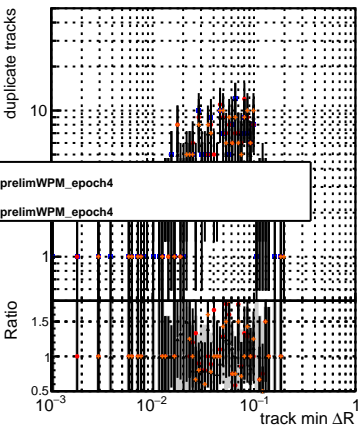 duplicate tracks
10
prelimWPM_epoch4
prelimWPM_epoch4
1
Ratio
1.5
1
0.5
10⁻³
10⁻²
10⁻¹
1
track min ΔR